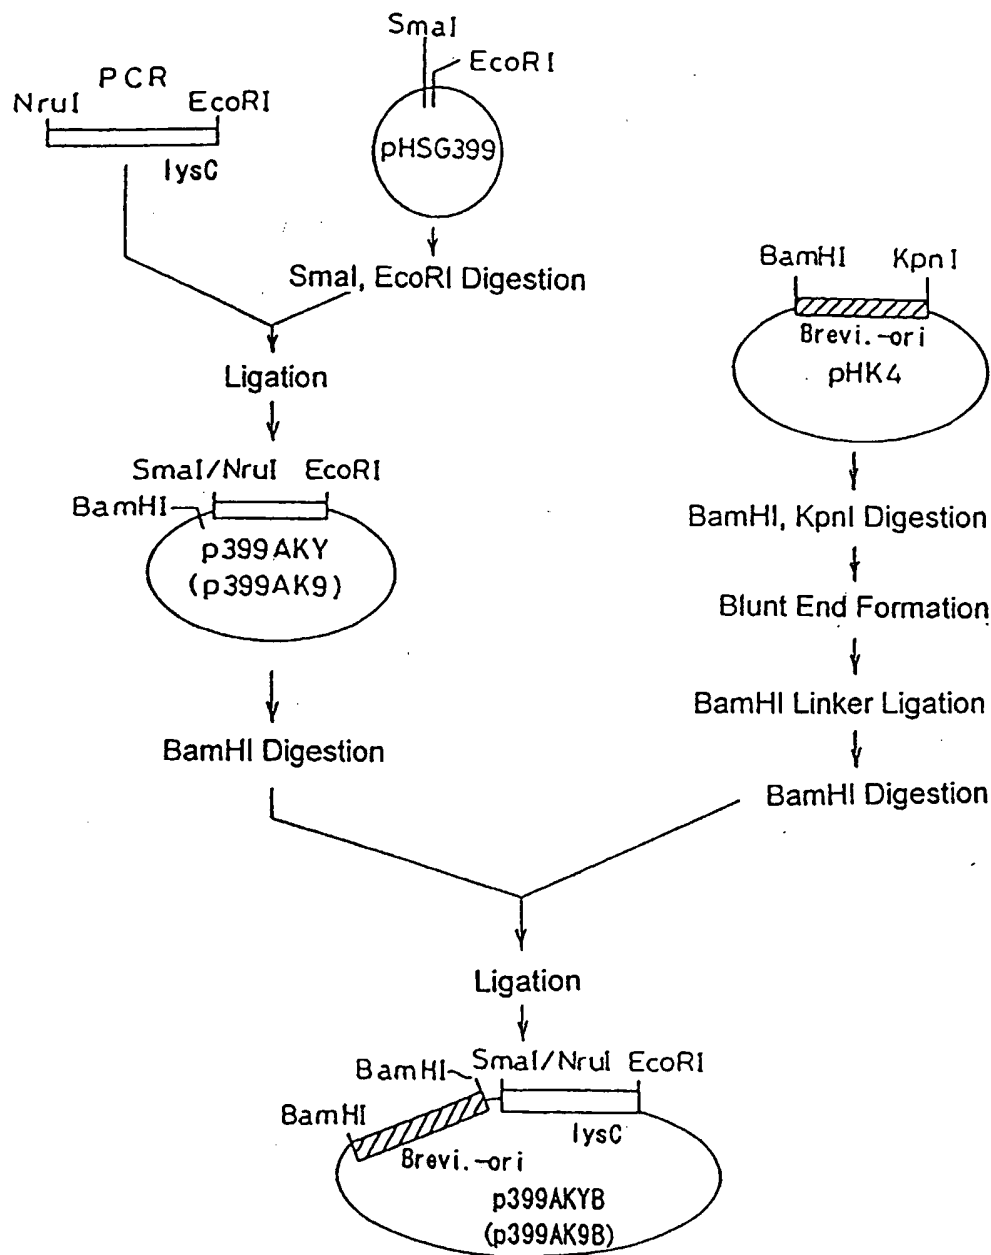 SmaI
EcoRI
PCR
NruI
EcoRI
lysC
pHSG399
SmaI, EcoRI Digestion
BamHI
KpnI
Brevi.-ori
pHK4
Ligation
SmaI/NruI
EcoRI
BamHI
p399AKY
(p399AK9)
BamHI, KpnI Digestion
Blunt End Formation
BamHI Linker Ligation
BamHI Digestion
BamHI Digestion
Ligation
BamHI
SmaI/NruI
EcoRI
BamHI
lysC
Brevi.-ori
p399AKYB
(p399AK9B)